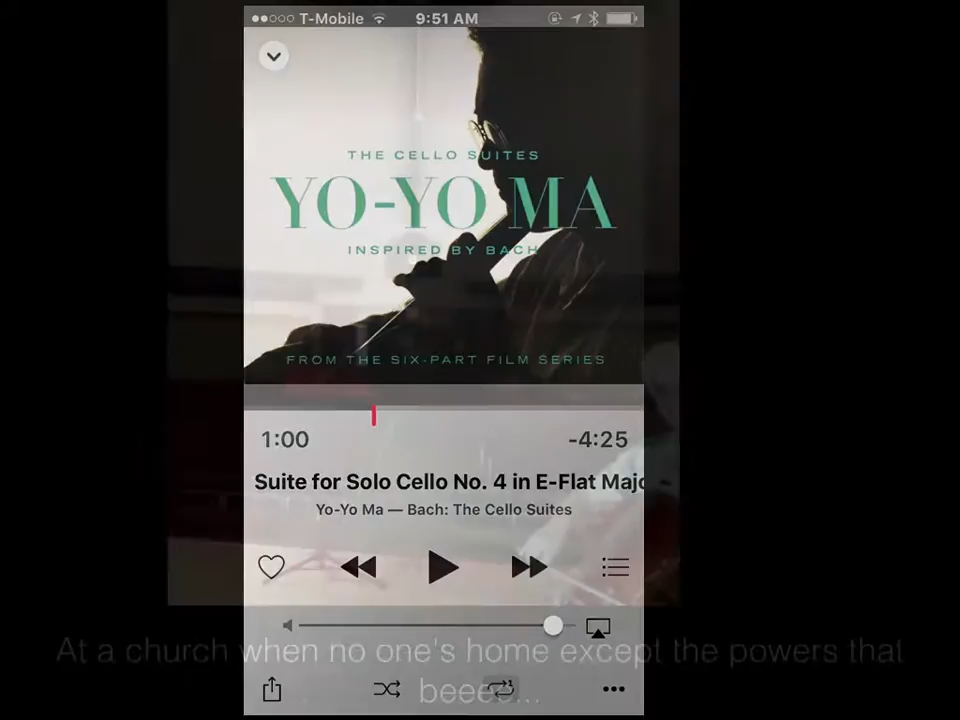 T-Mobile 9:51 AM
THE CELLO SUITES
YO-YO MA
INSPIRED BY BACH
FROM THE SIX-PART FILM SERIES
1:00 -4:25
Suite for Solo Cello No. 4 in E-Flat Majo
Yo-Yo Ma — Bach: The Cello Suites
1
At a church when no one's home except the powers that
beeee...